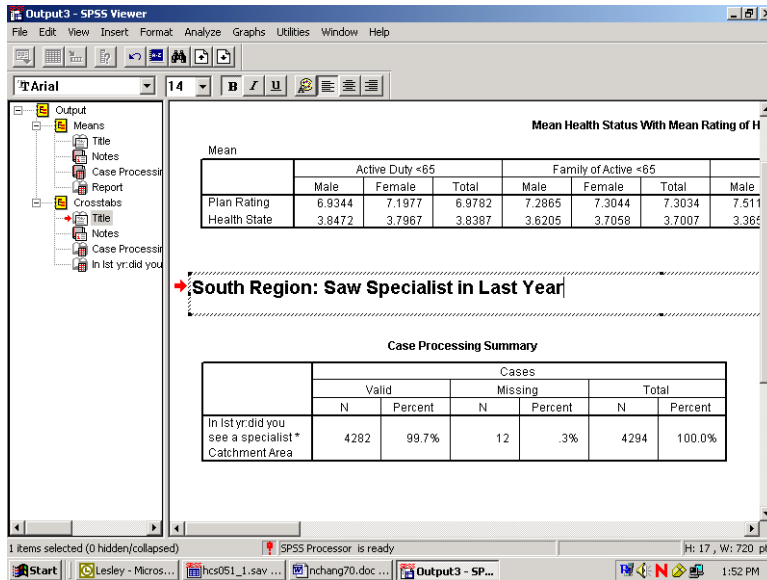 Output3 - SPSS Viewer
File Edit View Insert Format Analyze Graphs Utilities Window Help
Arial 14 B I U
Output
Means
Title
Notes
Case Processin
Report
Crosstabs
Title
Notes
Case Processin
In lst yr:did you
Mean Health Status With Mean Rating of H
Mean
Active Duty <65 Family of Active <65
Male Female Total Male Female Total Male
Plan Rating 6.9344 7.1977 6.9782 7.2865 7.3044 7.3034 7.511
Health State 3.8472 3.7967 3.8387 3.6205 3.7058 3.7007 3.365
South Region: Saw Specialist in Last Year
Case Processing Summary
Cases
Valid Missing Total
N Percent N Percent N Percent
In lst yr:did you
see a specialist * 4282 99.7% 12 .3% 4294 100.0%
Catchment Area
1 items selected (0 hidden/collapsed) SPSS Processor is ready H: 17 , W: 720 pt
Start Lesley - Micros... hcs051_1.sav ... nchang70.doc ... Output3 - SP... N 1:52 PM